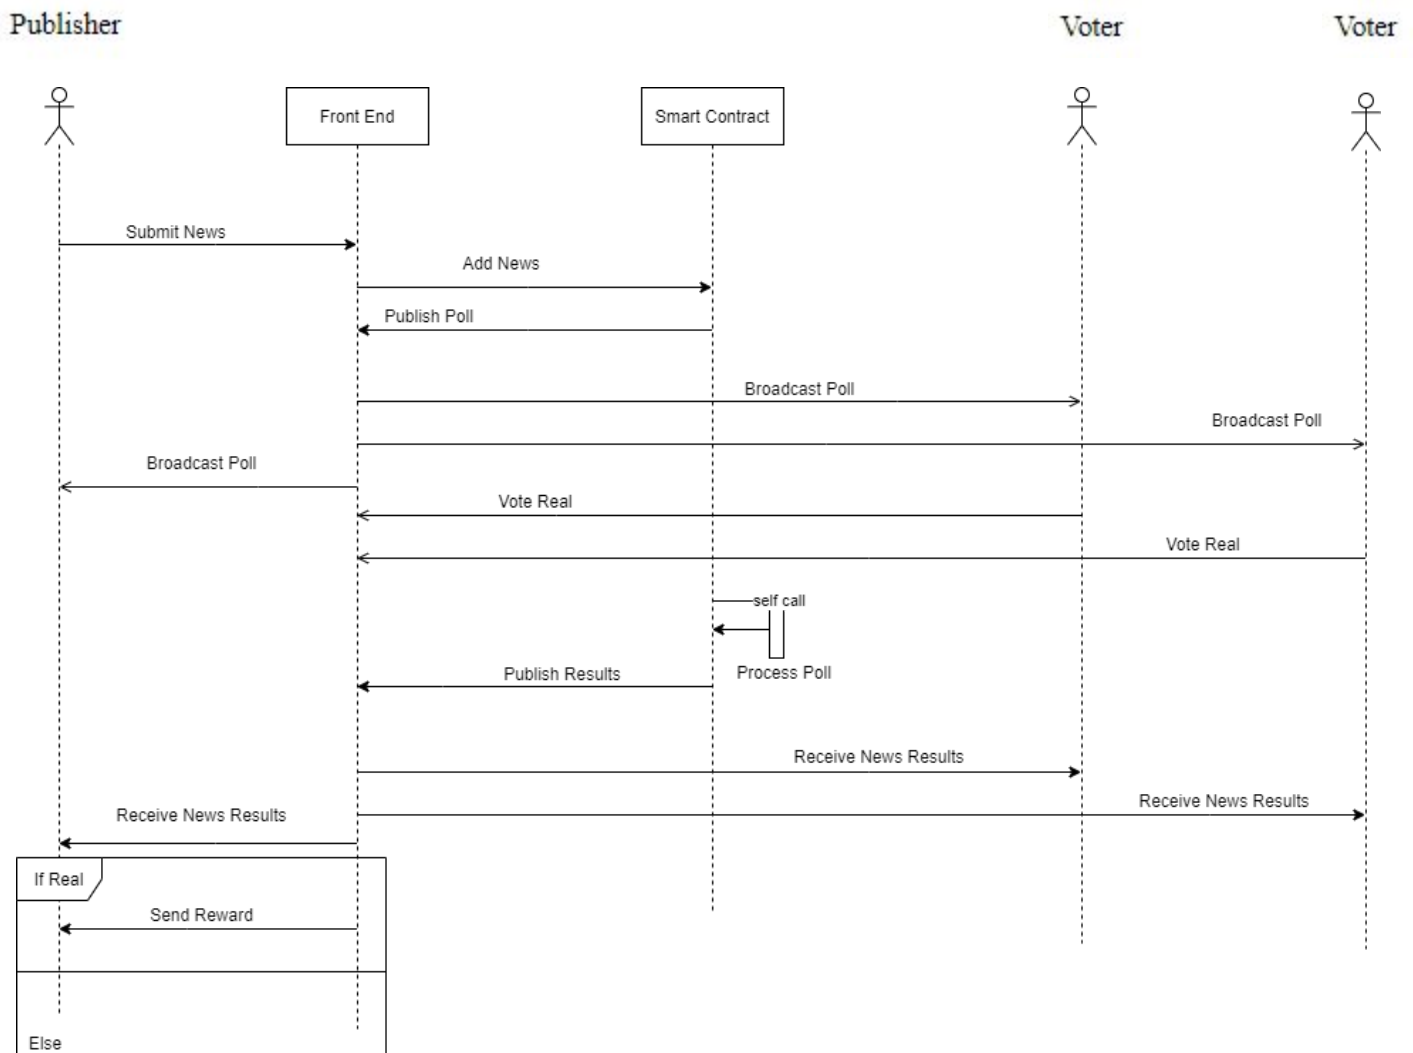 Publisher
Voter
Voter
Front End
Smart Contract
Submit News
Add News
Publish Poll
Broadcast Poll
Broadcast Poll
Broadcast Poll
Vote Real
Vote Real
self call
Process Poll
Publish Results
Receive News Results
Receive News Results
Receive News Results
If Real
Send Reward
Else